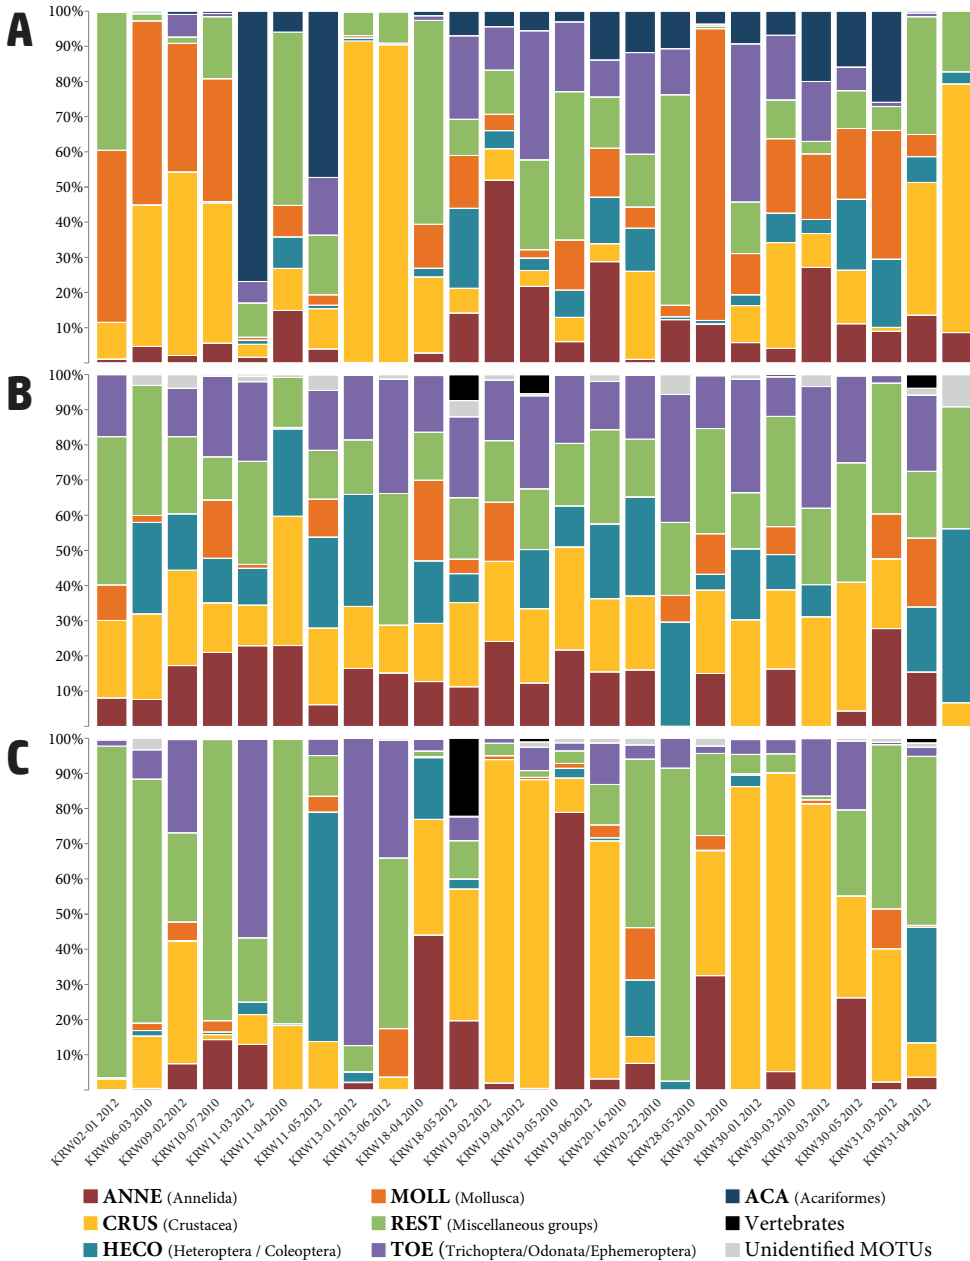 A
100%
90%
80%
70%
60%
50%
40%
30%
20%
10%
B
100%
90%
80%
70%
60%
50%
40%
30%
20%
10%
C
100%
90%
80%
70%
60%
50%
40%
30%
20%
10%
KRW02-01 2012
KRW06-03 2010
KRW09-02 2012
KRW10-07 2010
KRW11-03 2012
KRW11-04 2010
KRW11-05 2012
KRW13-01 2012
KRW13-06 2012
KRW18-04 2010
KRW18-05 2012
KRW19-02 2012
KRW19-04 2012
KRW19-05 2010
KRW19-06 2012
KRW20-16 2010
KRW20-22 2010
KRW28-05 2010
KRW30-01 2010
KRW30-01 2012
KRW30-03 2010
KRW30-03 2012
KRW30-05 2012
KRW31-03 2012
KRW31-04 2012
ANNE (Annelida)
CRUS (Crustacea)
HECO (Heteroptera / Coleoptera)
MOLL (Mollusca)
REST (Miscellaneous groups)
TOE (Trichoptera/Odonata/Ephemeroptera)
ACA (Acariformes)
Vertebrates
Unidentified MOTUs